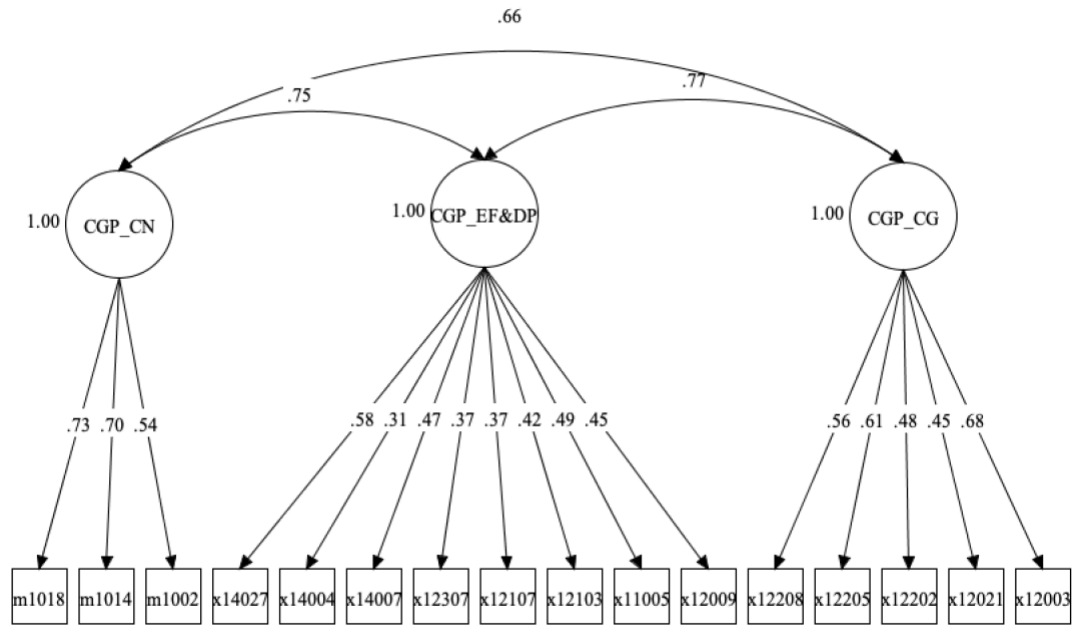 .66
.75
.77
1.00
CGP_CN
1.00
CGP_EF&DP
1.00
CGP_CG
.73 .70 .54
.58 .31 .47 .37 .37 .42 .49 .45
.56 .61 .48 .45 .68
m1018 m1014 m1002 x14027 x14004 x14007 x12307 x12107 x12103 x11005 x12009 x12208 x12205 x12202 x12021 x12003